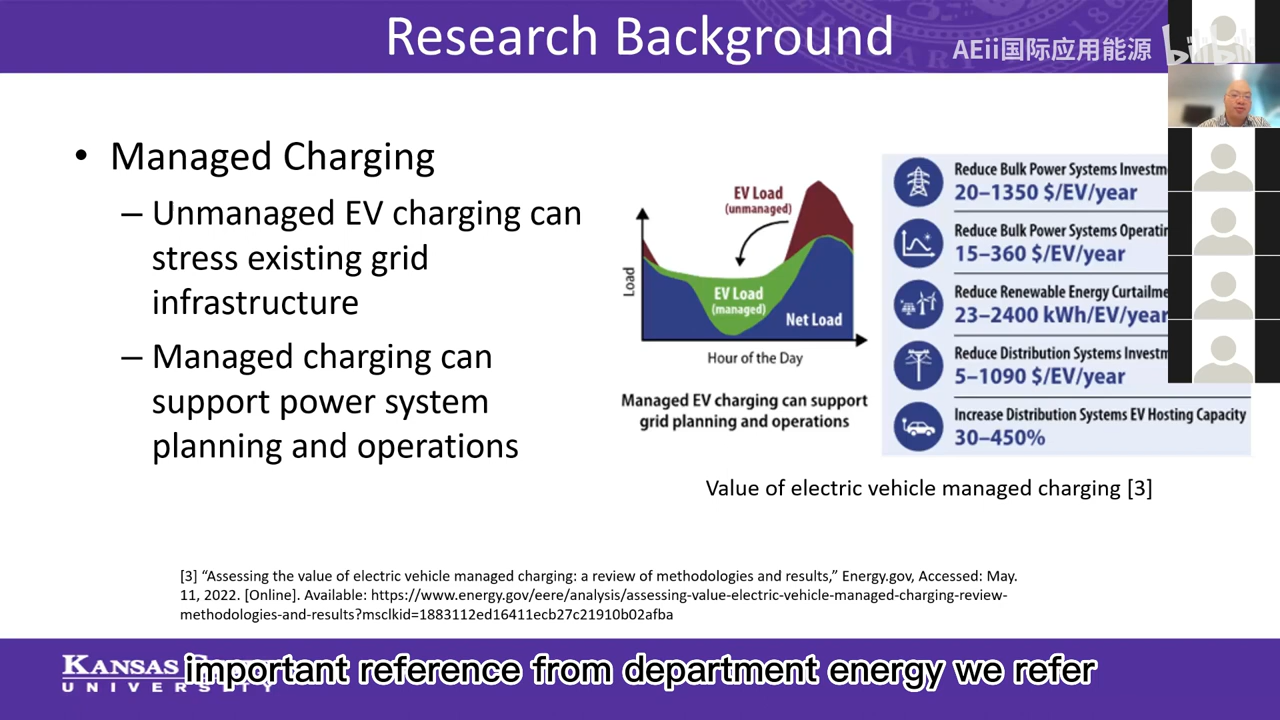 Research Background
AEii国际应用能源
bilibili
• Managed Charging
– Unmanaged EV charging can
stress existing grid
infrastructure
– Managed charging can
support power system
planning and operations
EV Load
(unmanaged)
Load
EV Load
(managed)
Net Load
Hour of the Day
Managed EV charging can support
grid planning and operations
Reduce Bulk Power Systems
20–1350 $/EV/year
Reduce Bulk Power Systems
15–360 $/EV/year
Reduce Renewable Energy
23–2400 kWh/EV/year
Reduce Distribution Systems
5–1090 $/EV/year
Increase Distribution Systems EV Hosting Capacity
30–450%
Value of electric vehicle managed charging [3]
[3] “Assessing the value of electric vehicle managed charging: a review of methodologies and results,” Energy.gov, Accessed: May.
11, 2022. [Online]. Available: https://www.energy.gov/eere/analysis/assessing-value-electric-vehicle-managed-charging-review-
methodologies-and-results?msclkid=1883112ed16411ecb27c21910b02afba
KANSAS
UNIVERSITY
important reference from department energy we refer